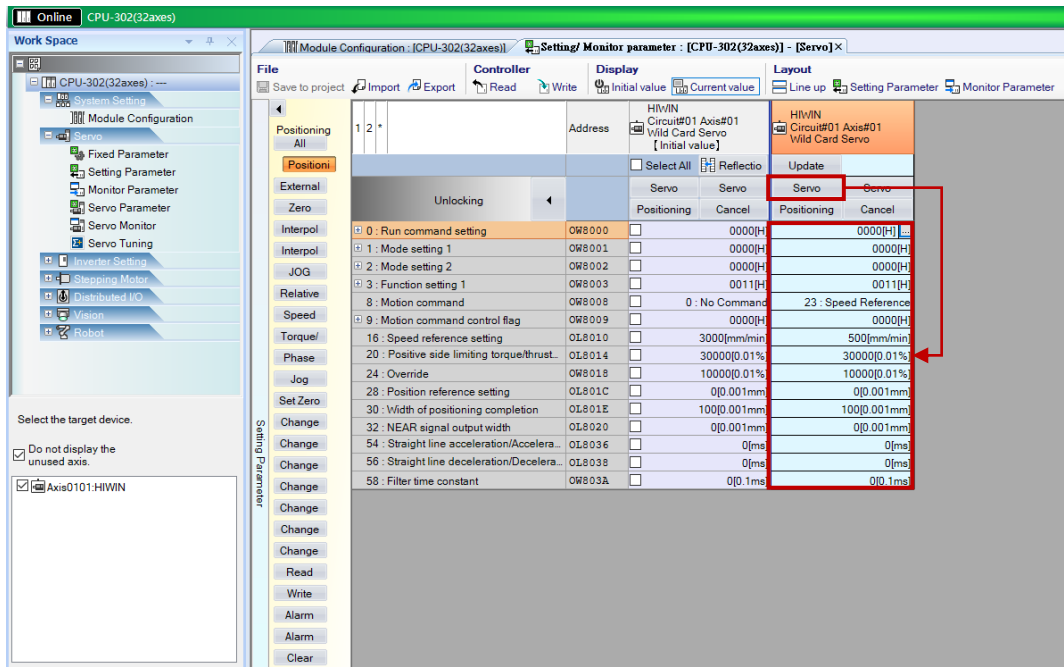 Online CPU-302(32axes)
Work Space
CPU-302(32axes) : ---
System Setting
Module Configuration
Servo
Fixed Parameter
Setting Parameter
Monitor Parameter
Servo Parameter
Servo Monitor
Servo Tuning
Inverter Setting
Stepping Motor
Distributed I/O
Vision
Robot
Select the target device.
Do not display the
unused axis.
Axis0101:HIWIN
Module Configuration : [CPU-302(32axes)] Setting/ Monitor parameter : [CPU-302(32axes)] - [Servo]
File Controller Display Layout
Save to project Import Export Read Write Initial value Current value Line up Setting Parameter Monitor Parameter
Setting Parameter
Positioning
All
Positioni
External
Zero
Interpol
Interpol
JOG
Relative
Speed
Torque/
Phase
Jog
Set Zero
Change
Change
Change
Change
Change
Change
Change
Read
Write
Alarm
Alarm
Clear
1 2 * Address
HIWIN
Circuit#01 Axis#01
Wild Card Servo
【Initial value】
HIWIN
Circuit#01 Axis#01
Wild Card Servo
Select All Reflectio Update
Unlocking
Servo Servo Servo Servo
Positioning Cancel Positioning Cancel
0 : Run command setting OW8000 0000[H] 0000[H] ...
1 : Mode setting 1 OW8001 0000[H] 0000[H]
2 : Mode setting 2 OW8002 0000[H] 0000[H]
3 : Function setting 1 OW8003 0011[H] 0011[H]
8 : Motion command OW8008 0 : No Command 23 : Speed Reference
9 : Motion command control flag OW8009 0000[H] 0000[H]
16 : Speed reference setting OL8010 3000[mm/min] 500[mm/min]
20 : Positive side limiting torque/thrust... OL8014 30000[0.01%] 30000[0.01%]
24 : Override OW8018 10000[0.01%] 10000[0.01%]
28 : Position reference setting OL801C 0[0.001mm] 0[0.001mm]
30 : Width of positioning completion OL801E 100[0.001mm] 100[0.001mm]
32 : NEAR signal output width OL8020 0[0.001mm] 0[0.001mm]
54 : Straight line acceleration/Accelera... OL8036 0[ms] 0[ms]
56 : Straight line deceleration/Decelera... OL8038 0[ms] 0[ms]
58 : Filter time constant OW803A 0[0.1ms] 0[0.1ms]